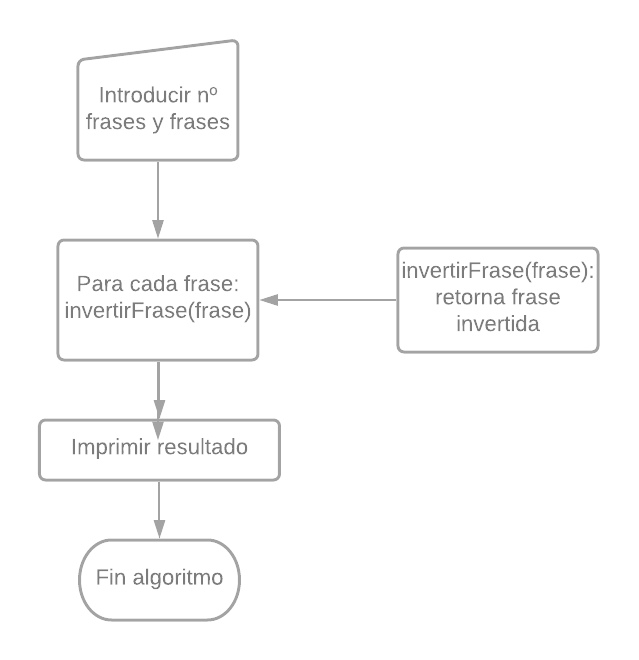 Introducir nº
frases y frases
Para cada frase:
invertirFrase(frase)
invertirFrase(frase):
retorna frase
invertida
Imprimir resultado
Fin algoritmo